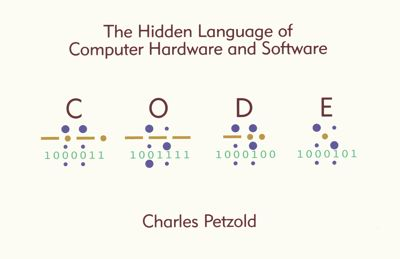 The Hidden Language of
Computer Hardware and Software
C O D E
1000011 1001111 1000100 1000101
Charles Petzold